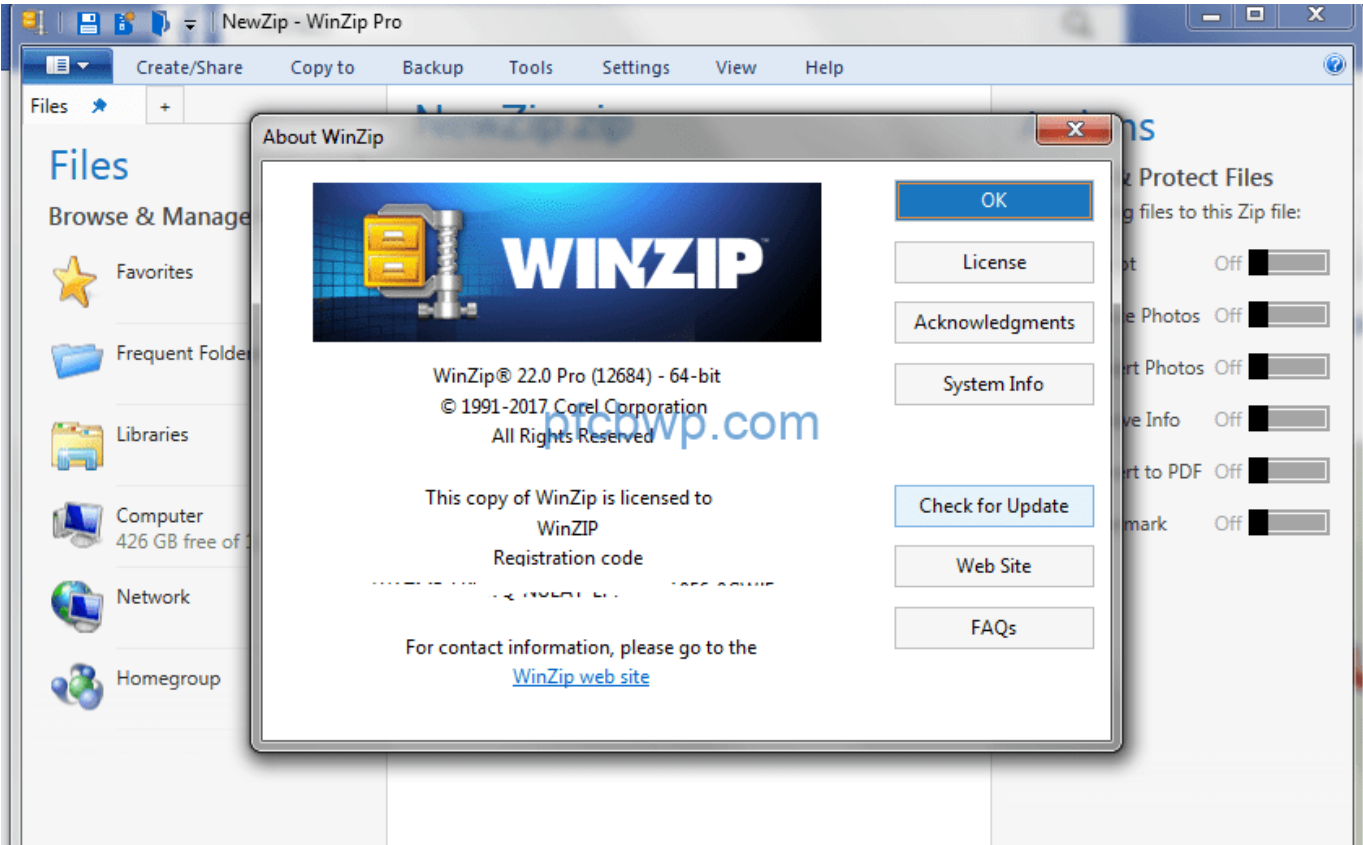 NewZip - WinZip Pro
Create/Share Copy to Backup Tools Settings View Help
Files +
NewZip.zip
Files
Browse & Manage
Favorites
Frequent
Libraries
Computer
426 GB free of
Network
Homegroup
About WinZip
WINZIP
WinZip® 22.0 Pro (12684) - 64-bit
© 1991-2017 Corel Corporation
All Rights Reserved
pfcbwp.com
This copy of WinZip is licensed to
WinZIP
Registration code
For contact information, please go to the
WinZip web site
OK
License
Acknowledgments
System Info
Check for Update
Web Site
FAQs
Protect Files
files to this Zip file:
Off
Photos Off
Photos Off
Info Off
to PDF Off
Off